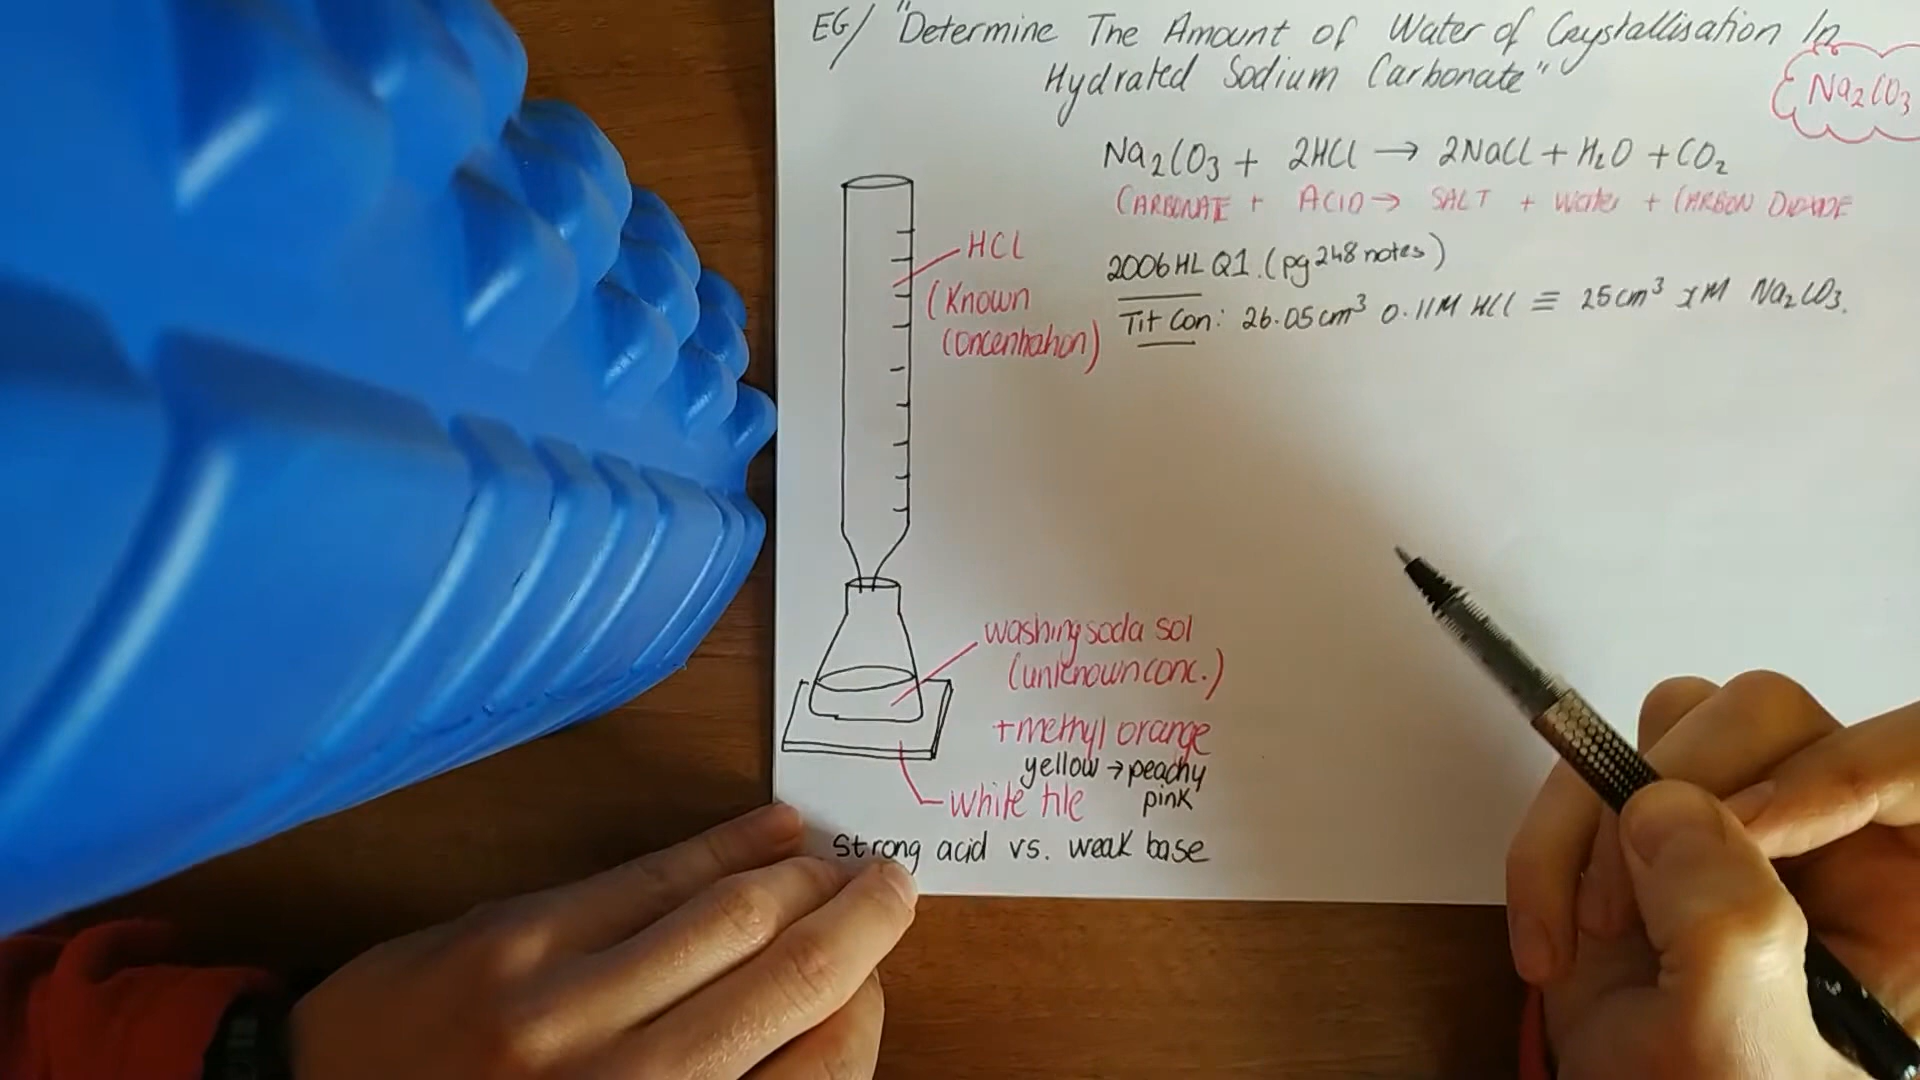 EG/ "Determine The Amount of Water of Crystallisation In
Hydrated Sodium Carbonate"
Na₂CO₃
Na₂CO₃ + 2HCl → 2NaCl + H₂O + CO₂
CARBONATE + ACID → SALT + Water + CARBON DIOXIDE
2006 HL Q1. (pg 248 notes)
Tit Con: 26.05cm³ 0.11M HCl ≡ 25cm³ xM Na₂CO₃.
HCl
(Known
Concentration)
washing soda sol
(unknown conc.)
+methyl orange
yellow → peachy
pink
white tile
strong acid vs. weak base